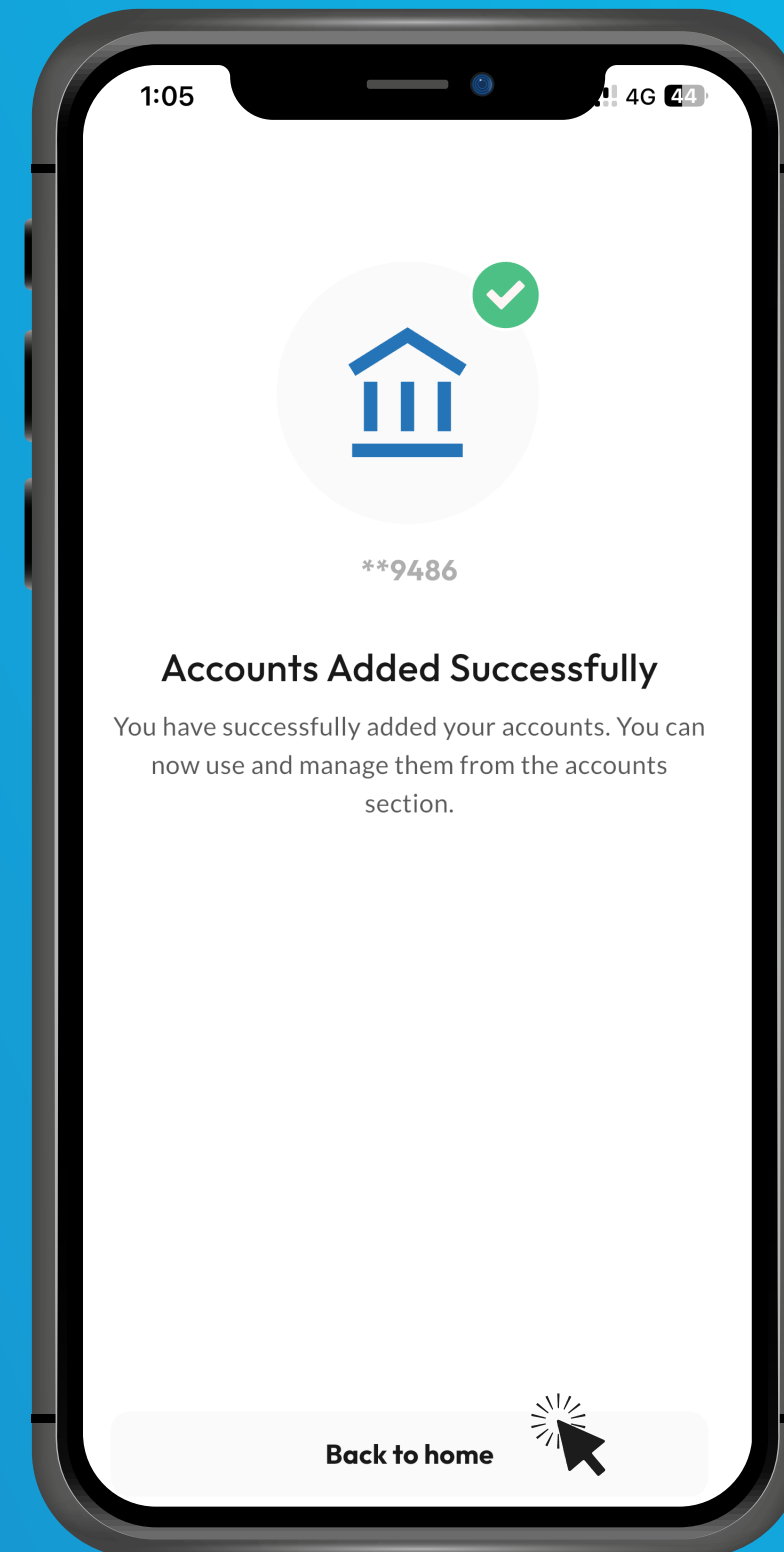 1:05
4G 44
**9486
Accounts Added Successfully
You have successfully added your accounts. You can
now use and manage them from the accounts
section.
Back to home